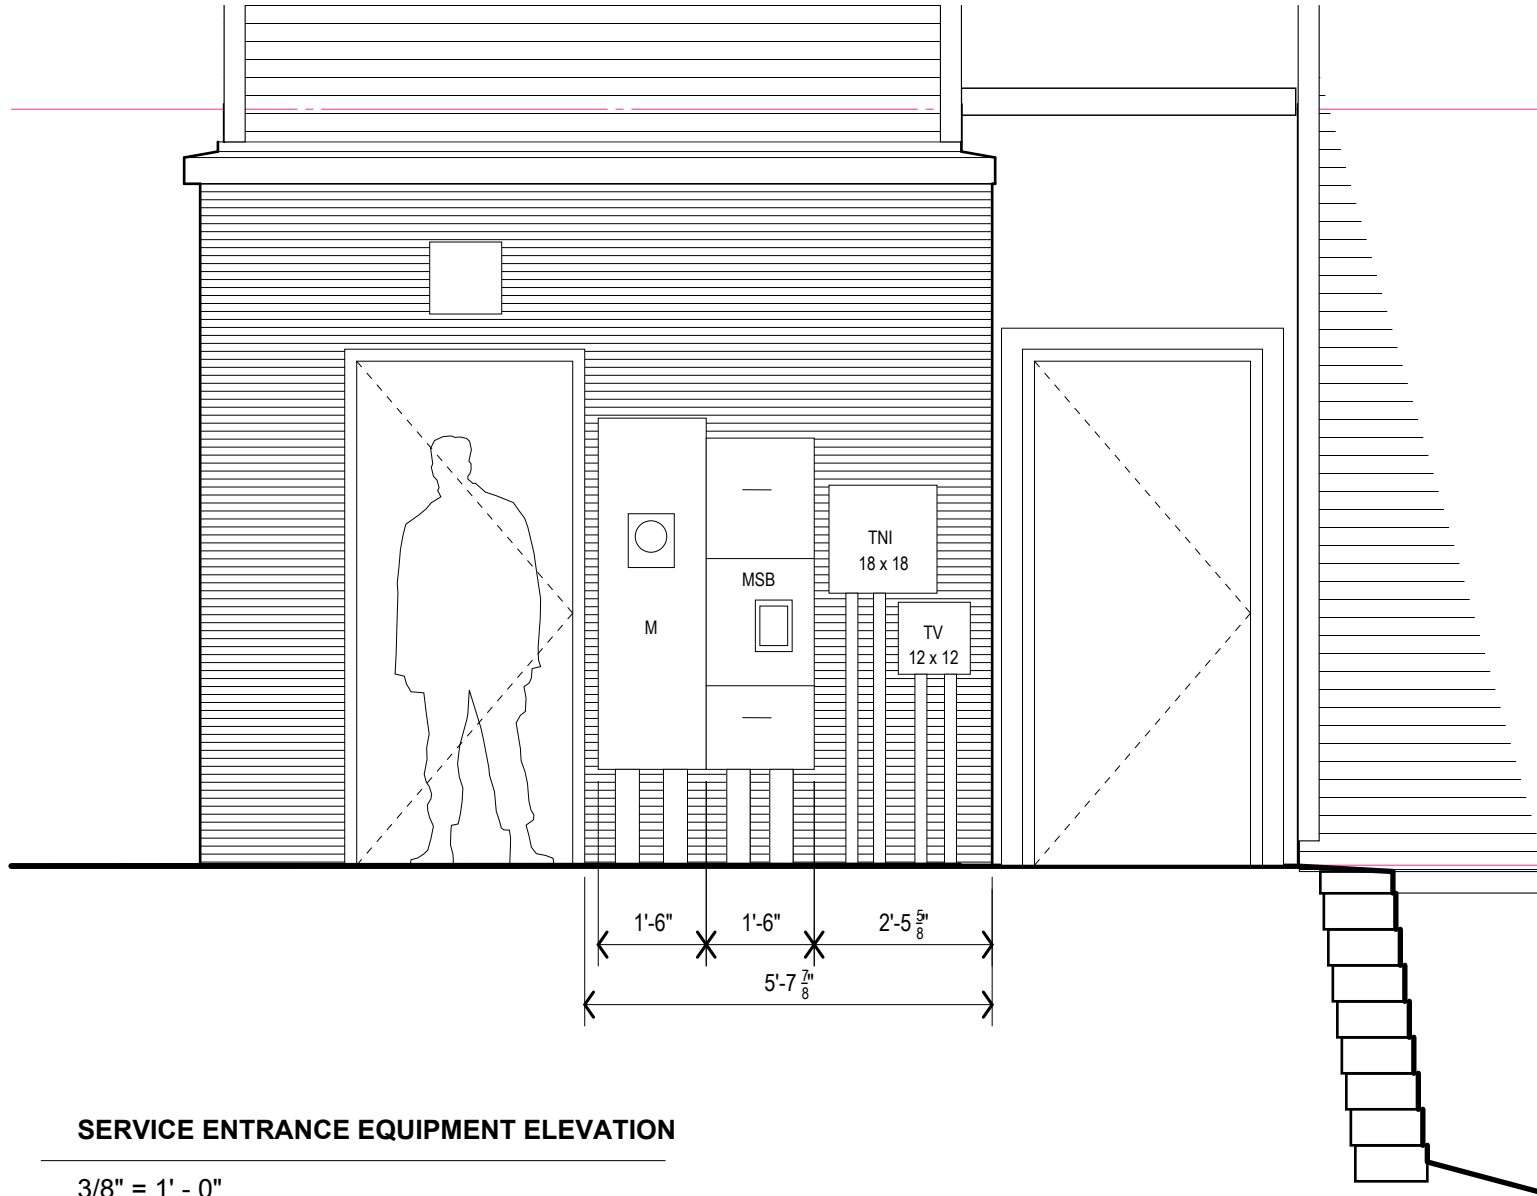 TNI
18 x 18
MSB
M
TV
12 x 12
1'-6" 1'-6" 2'-5 5/8"
5'-7 7/8"
SERVICE ENTRANCE EQUIPMENT ELEVATION
3/8" = 1' - 0"